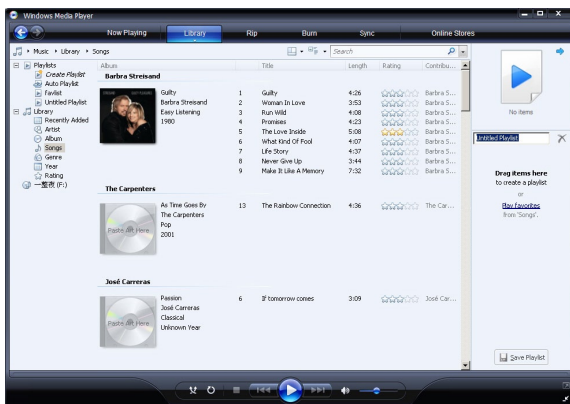 Windows Media Player
Now Playing Library Rip Burn Sync Online Stores
Music Library Songs Search
Playlists
Create Playlist
Auto Playlist
favlist
Untitled Playlist
Library
Recently Added
Artist
Album
Songs
Genre
Year
Rating
一整夜 (F:)
Album Title Length Rating Contribu...
Barbra Streisand
Guilty
Barbra Streisand
Easy Listening
1980
1 Guilty 4:26 Barbra S...
2 Woman In Love 3:53 Barbra S...
3 Run Wild 4:08 Barbra S...
4 Promises 4:23 Barbra S...
5 The Love Inside 5:08 Barbra S...
6 What Kind Of Fool 4:07 Barbra S...
7 Life Story 4:37 Barbra S...
8 Never Give Up 3:44 Barbra S...
9 Make It Like A Memory 7:32 Barbra S...
The Carpenters
Paste Art Here
As Time Goes By
The Carpenters
Pop
2001
13 The Rainbow Connection 4:36 The Car...
José Carreras
Paste Art Here
Passion
José Carreras
Classical
Unknown Year
6 If tomorrow comes 3:09 José Car...
No items
Untitled Playlist
Drag items here
to create a playlist
or
Play favorites
from 'Songs'.
Save Playlist